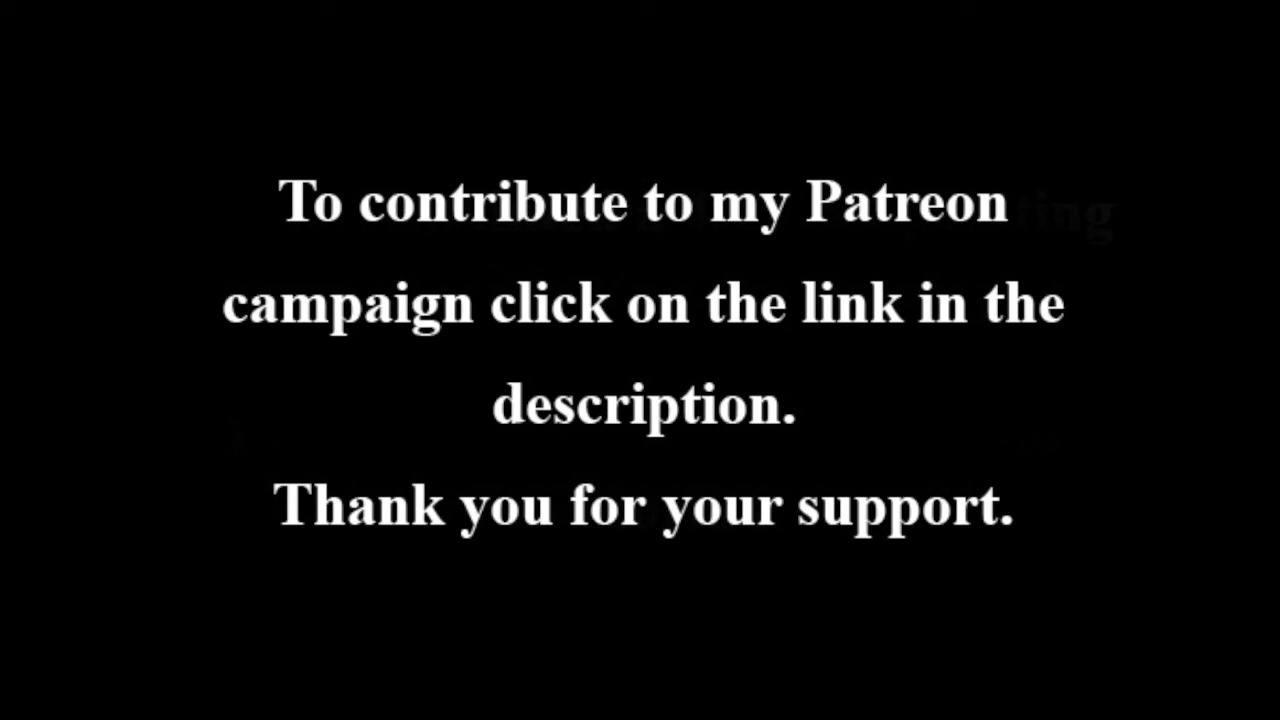 To contribute to my Patreon
campaign click on the link in the
description.
Thank you for your support.